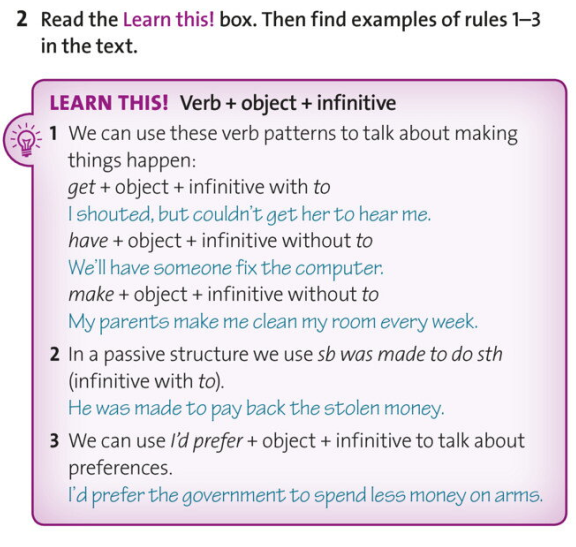 2 Read the Learn this! box. Then find examples of rules 1–3
in the text.
LEARN THIS! Verb + object + infinitive
1 We can use these verb patterns to talk about making
things happen:
get + object + infinitive with to
I shouted, but couldn't get her to hear me.
have + object + infinitive without to
We'll have someone fix the computer.
make + object + infinitive without to
My parents make me clean my room every week.
2 In a passive structure we use sb was made to do sth
(infinitive with to).
He was made to pay back the stolen money.
3 We can use I'd prefer + object + infinitive to talk about
preferences.
I'd prefer the government to spend less money on arms.